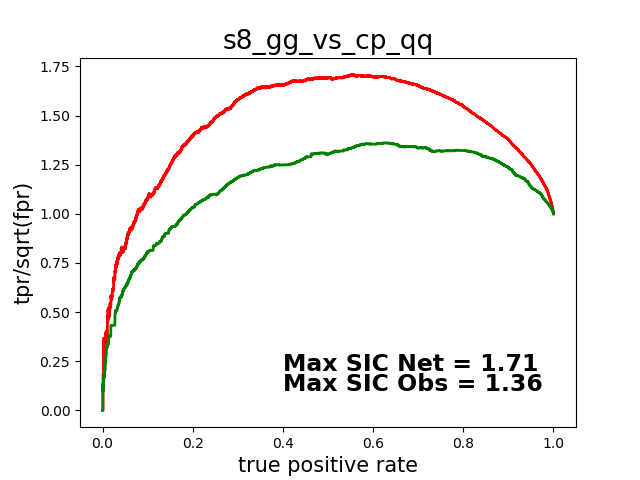 s8_gg_vs_cp_qq
tpr/sqrt(fpr)
1.75
1.50
1.25
1.00
0.75
0.50
0.25
0.00
Max SIC Net = 1.71
Max SIC Obs = 1.36
0.0 0.2 0.4 0.6 0.8 1.0
true positive rate